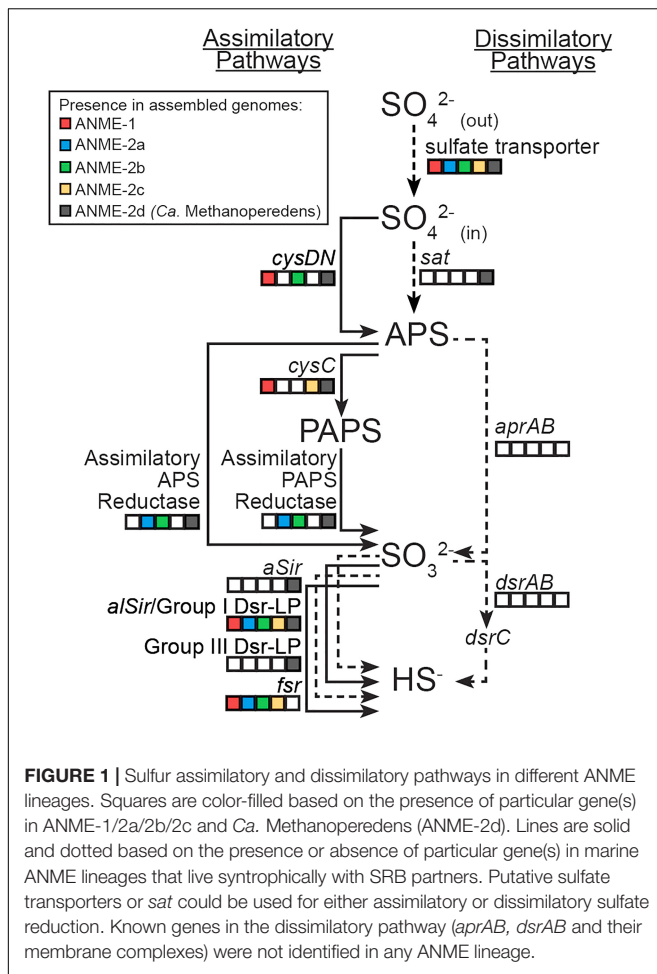 Assimilatory
Pathways
Dissimilatory
Pathways
Presence in assembled genomes:
ANME-1
ANME-2a
ANME-2b
ANME-2c
ANME-2d (Ca. Methanoperedens)
SO4 2- (out)
sulfate transporter
SO4 2- (in)
cysDN
sat
APS
cysC
PAPS
aprAB
Assimilatory
APS
Reductase
Assimilatory
PAPS
Reductase
SO3 2-
aSir
dsrAB
alSir/Group I Dsr-LP
dsrC
Group III Dsr-LP
HS-
fsr
FIGURE 1 | Sulfur assimilatory and dissimilatory pathways in different ANME
lineages. Squares are color-filled based on the presence of particular gene(s)
in ANME-1/2a/2b/2c and Ca. Methanoperedens (ANME-2d). Lines are solid
and dotted based on the presence or absence of particular gene(s) in marine
ANME lineages that live syntrophically with SRB partners. Putative sulfate
transporters or sat could be used for either assimilatory or dissimilatory sulfate
reduction. Known genes in the dissimilatory pathway (aprAB, dsrAB and their
membrane complexes) were not identified in any ANME lineage.